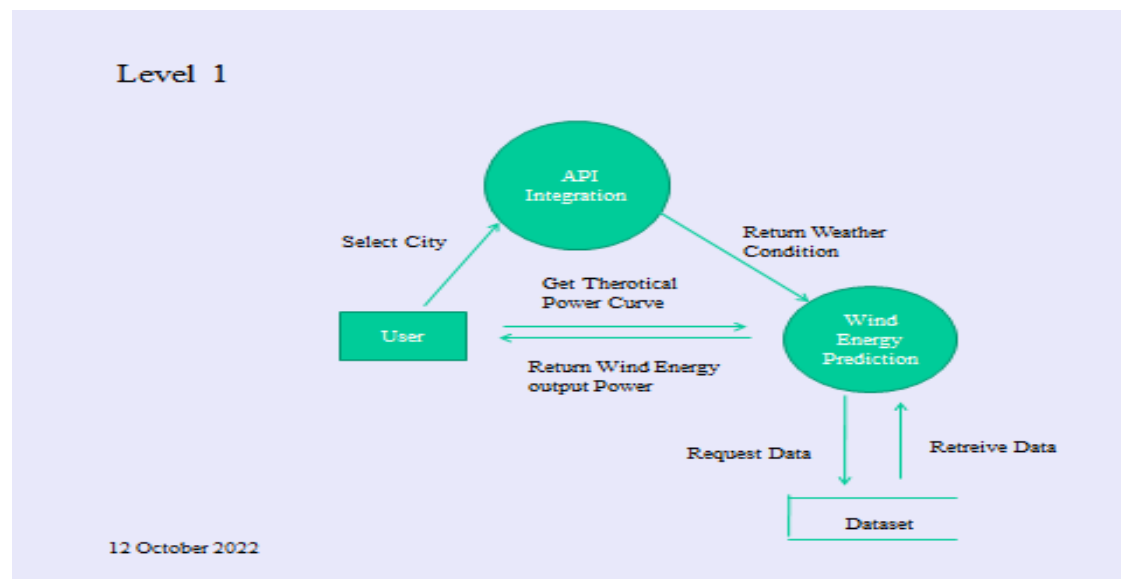 Level 1
API
Integration
Select City
Return Weather
Condition
Get Therotical
Power Curve
User
Wind
Energy
Prediction
Return Wind Energy
output Power
Request Data
Retreive Data
Dataset
12 October 2022